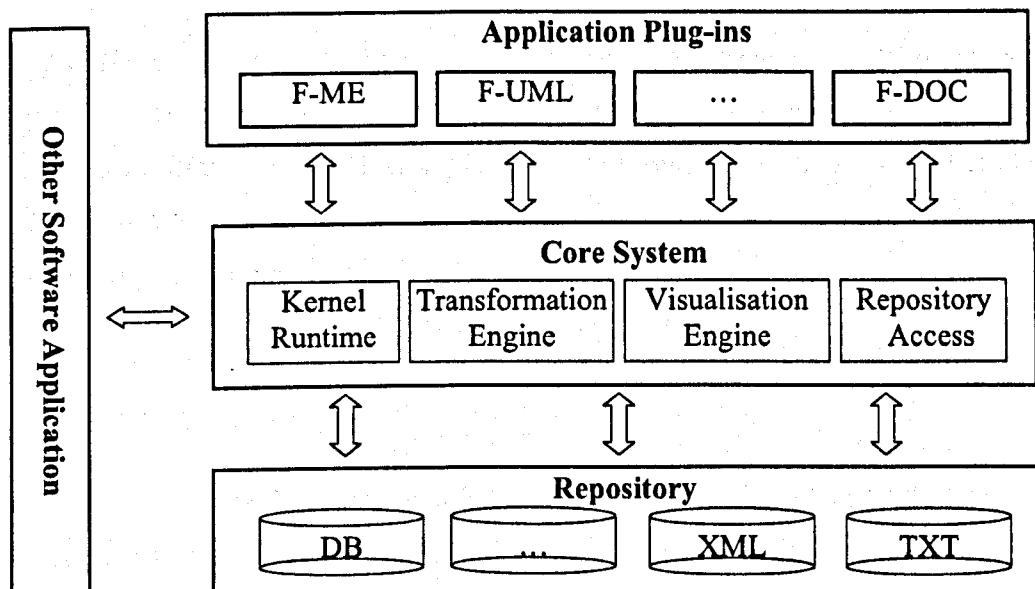 Other Software Application
Application Plug-ins
F-ME
F-UML
...
F-DOC
Core System
Kernel
Runtime
Transformation
Engine
Visualisation
Engine
Repository
Access
Repository
DB
...
XML
TXT